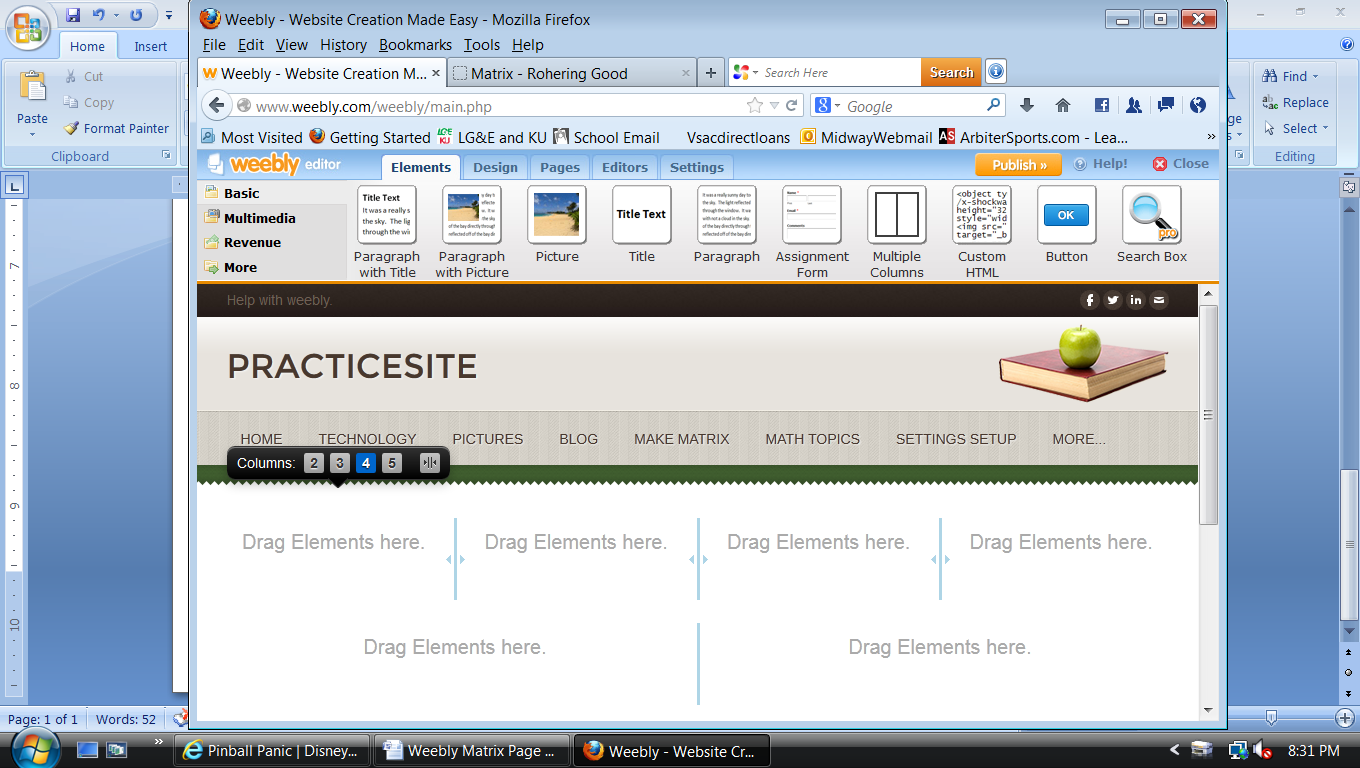 Weebly - Website Creation Made Easy - Mozilla Firefox
Home Insert
File Edit View History Bookmarks Tools Help
Weebly - Website Creation M... Matrix - Rohering Good Search Here Search
Cut
Copy
Paste
Format Painter
Clipboard
Find
Replace
Select
Editing
www.weebly.com/weebly/main.php Google
Most Visited Getting Started LG&E and KU School Email Vsacdirectloans MidwayWebmail ArbiterSports.com - Lea...
weebly editor Elements Design Pages Editors Settings Publish » Help! Close
Basic
Multimedia
Revenue
More
Title Text
Title Text
OK
pro
Paragraph with Title
Paragraph with Picture
Picture
Title
Paragraph
Assignment Form
Multiple Columns
Custom HTML
Button
Search Box
Help with weebly.
PRACTICESITE
HOME TECHNOLOGY PICTURES BLOG MAKE MATRIX MATH TOPICS SETTINGS SETUP MORE...
Columns: 2 3 4 5
Drag Elements here. Drag Elements here. Drag Elements here. Drag Elements here.
Drag Elements here. Drag Elements here.
7
8
9
10
Page: 1 of 1 Words: 52
Pinball Panic | Disney... Weebly Matrix Page ... Weebly - Website Cr... 8:31 PM